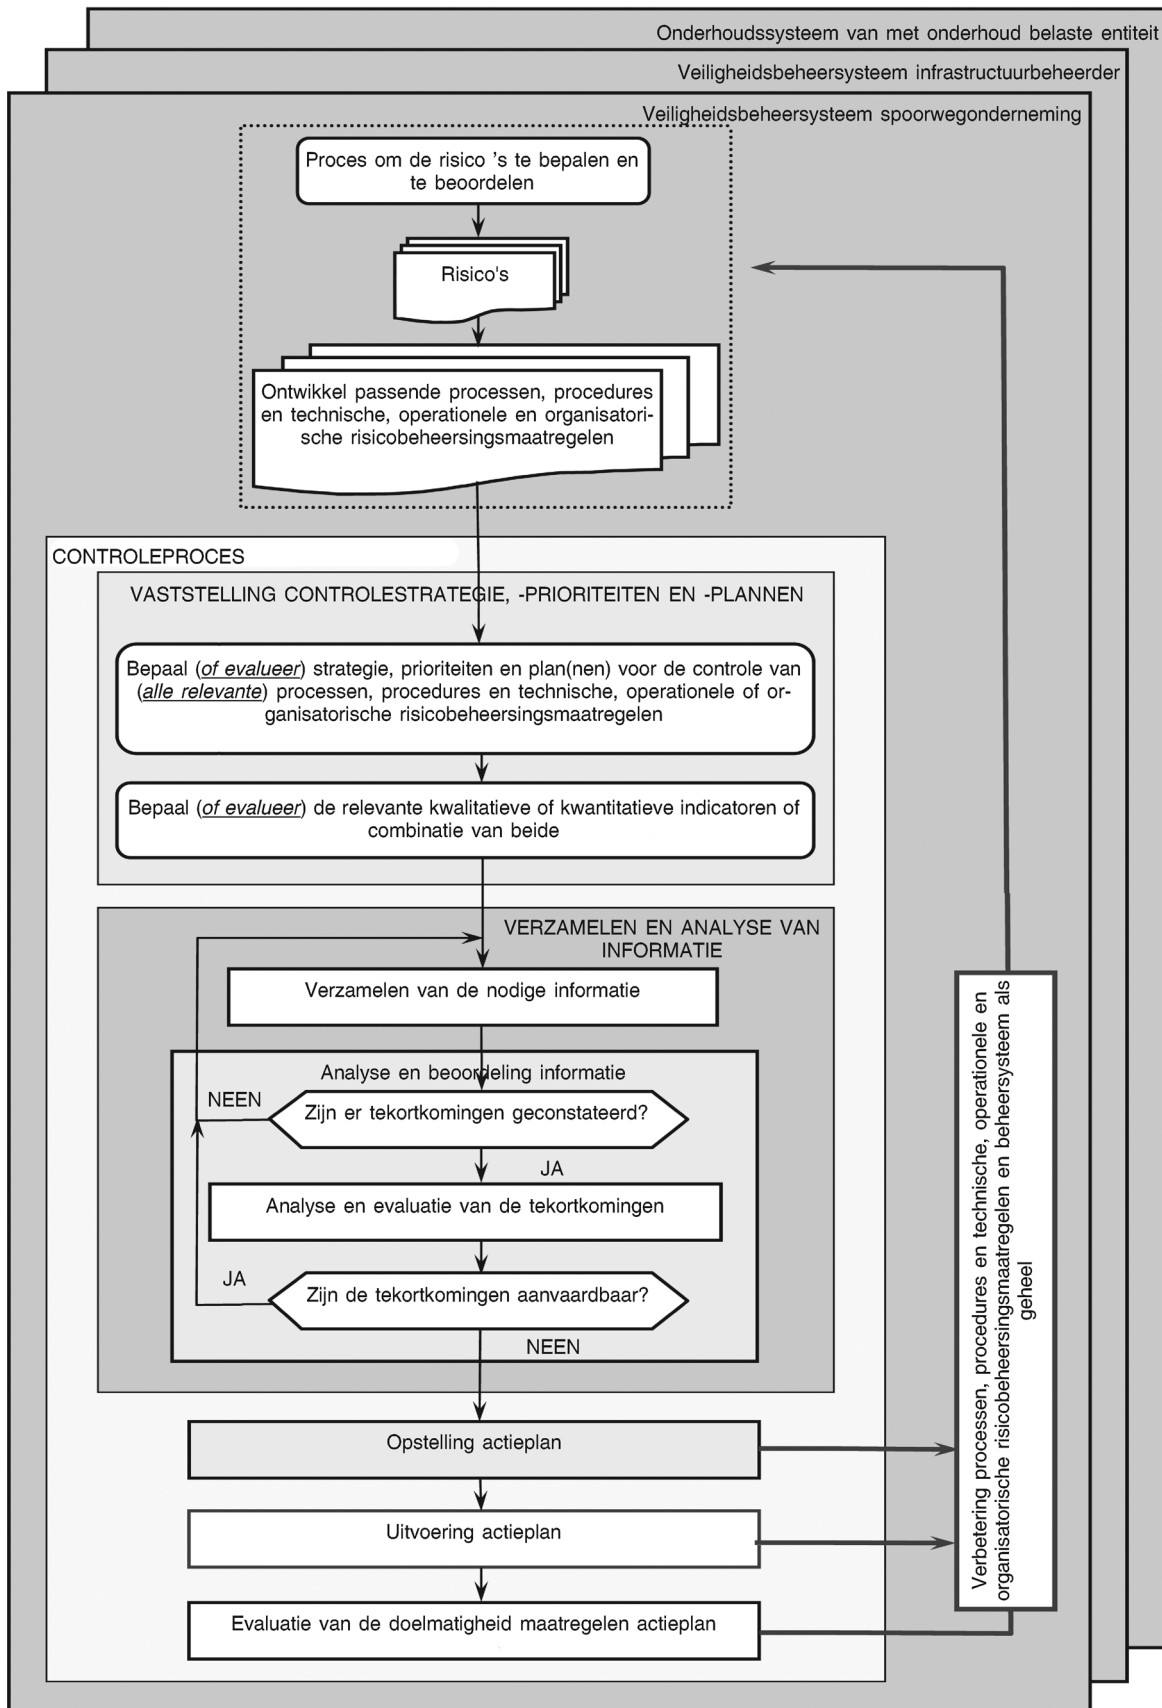 Onderhoudssysteem van met onderhoud belaste entiteit
Veiligheidsbeheersysteem infrastructuurbeheerder
Veiligheidsbeheersysteem spoorwegonderneming
Proces om de risico 's te bepalen en
te beoordelen
Risico's
Ontwikkel passende processen, procedures
en technische, operationele en organisatori-
sche risicobeheersingsmaatregelen
CONTROLEPROCES
VASTSTELLING CONTROLESTRATEGIE, -PRIORITEITEN EN -PLANNEN
Bepaal (of evalueer) strategie, prioriteiten en plan(nen) voor de controle van
(alle relevante) processen, procedures en technische, operationele of or-
ganisatorische risicobeheersingsmaatregelen
Bepaal (of evalueer) de relevante kwalitatieve of kwantitatieve indicatoren of
combinatie van beide
VERZAMELEN EN ANALYSE VAN
INFORMATIE
Verzamelen van de nodige informatie
Analyse en beoordeling informatie
NEEN
Zijn er tekortkomingen geconstateerd?
JA
Analyse en evaluatie van de tekortkomingen
JA
Zijn de tekortkomingen aanvaardbaar?
NEEN
Opstelling actieplan
Uitvoering actieplan
Evaluatie van de doelmatigheid maatregelen actieplan
Verbetering processen, procedures en technische, operationele en
organisatorische risicobeheersingsmaatregelen en beheersysteem als
geheel